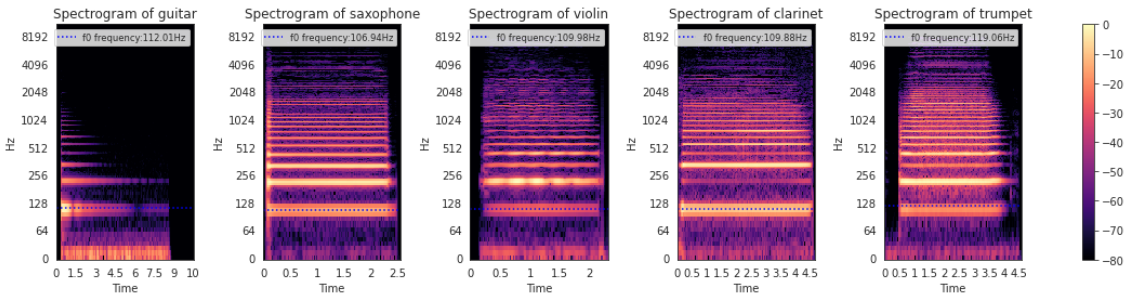 Spectrogram of guitar
Spectrogram of saxophone
Spectrogram of violin
Spectrogram of clarinet
Spectrogram of trumpet
f0 frequency:112.01Hz
f0 frequency:106.94Hz
f0 frequency:109.98Hz
f0 frequency:109.88Hz
f0 frequency:119.06Hz
8192 8192 8192 8192 8192
4096 4096 4096 4096 4096
2048 2048 2048 2048 2048
1024 1024 1024 1024 1024
512 512 512 512 512
256 256 256 256 256
128 128 128 128 128
64 64 64 64 64
0 0 0 0 0
Hz Hz Hz Hz Hz
0 1.5 3 4.5 6 7.5 9 10
0 0.5 1 1.5 2 2.5
0 0.5 1 1.5 2
0 0.5 1 1.5 2 2.5 3 3.5 4 4.5
0 0.5 1 1.5 2 2.5 3 3.5 4 4.5
Time Time Time Time Time
0
−10
−20
−30
−40
−50
−60
−70
−80